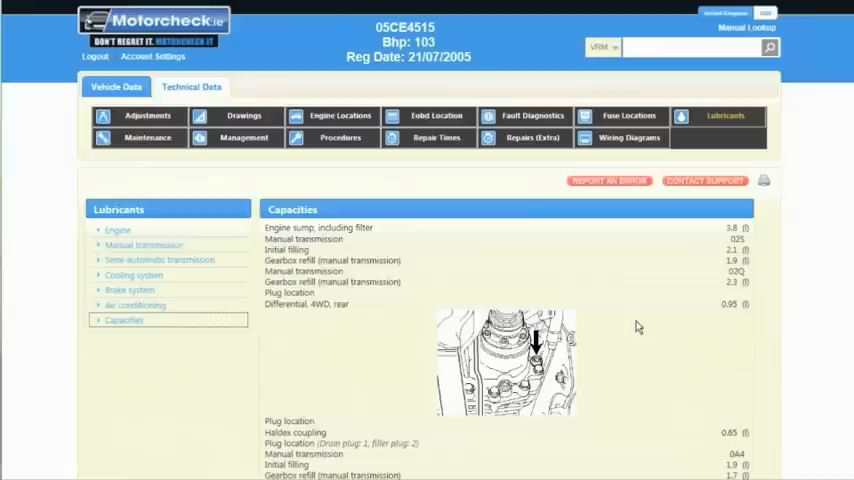 Motorcheck.ie
DON'T REGRET IT. MOTORCHECK IT
Logout Account Settings
05CE4515
Bhp: 103
Reg Date: 21/07/2005
Manual Lookup
VRM
Vehicle Data Technical Data
Adjustments Drawings Engine Locations Eobd Location Fault Diagnostics Fuse Locations Lubricants
Maintenance Management Procedures Repair Times Repairs (Extra) Wiring Diagrams
REPORT AN ERROR CONTACT SUPPORT
Lubricants
Engine
Manual transmission
Semi-automatic transmission
Cooling system
Brake system
Air conditioning
Capacities
Capacities
Engine sump, including filter 3.8 (l)
Manual transmission 02S
Initial filling 2.1 (l)
Gearbox refill (manual transmission) 1.9 (l)
Manual transmission 02Q
Gearbox refill (manual transmission) 2.3 (l)
Plug location
Differential, 4WD, rear 0.95 (l)
Plug location
Haldex coupling 0.65 (l)
Plug location (Drain plug: 1, filler plug: 2)
Manual transmission 0A4
Initial filling 1.9 (l)
Gearbox refill (manual transmission) 1.7 (l)